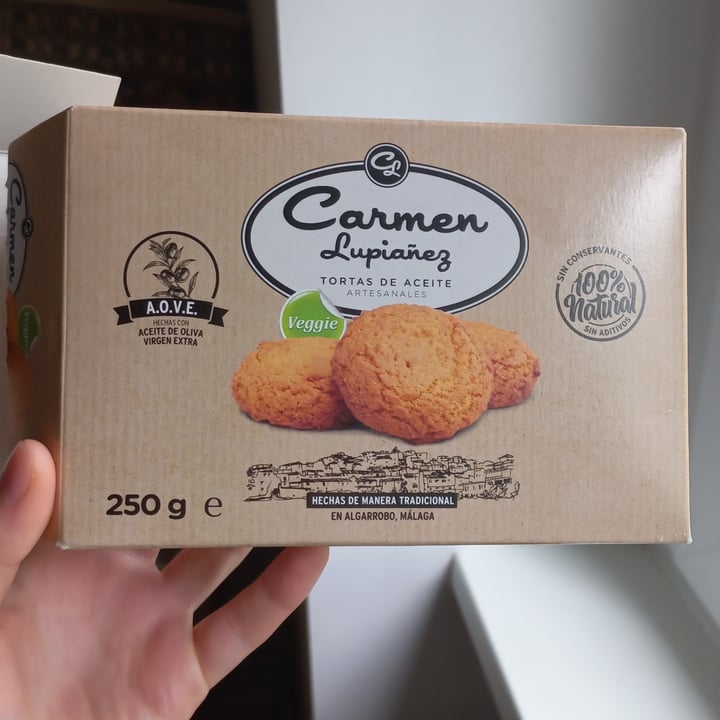 CL
Carmen
Lupiañez
TORTAS DE ACEITE
ARTESANALES
Veggie
A.O.V.E.
HECHAS CON
ACEITE DE OLIVA
VIRGEN EXTRA
SIN CONSERVANTES
100%
Natural
SIN ADITIVOS
250 g e
HECHAS DE MANERA TRADICIONAL
EN ALGARROBO, MÁLAGA
Carmen